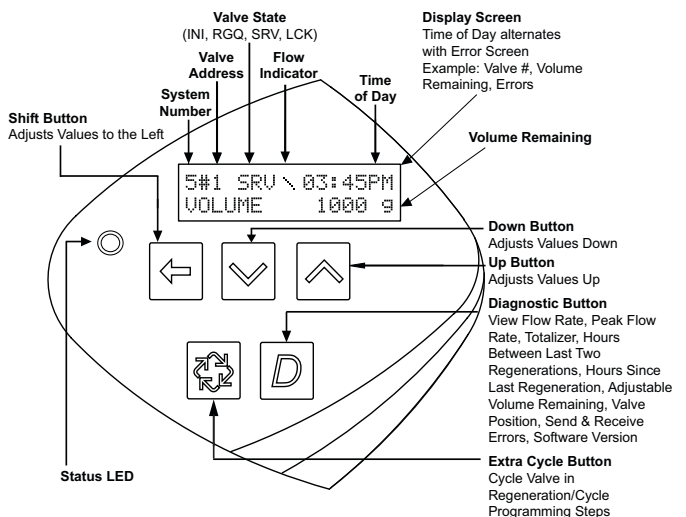 Valve State
(INI, RGQ, SRV, LCK)
Valve
Address
Flow
Indicator
System
Number
Time
of Day
Display Screen
Time of Day alternates
with Error Screen
Example: Valve #, Volume
Remaining, Errors
Shift Button
Adjusts Values to the Left
Volume Remaining
5#1 SRV \ 03:45PM
VOLUME 1000 g
Down Button
Adjusts Values Down
Up Button
Adjusts Values Up
Diagnostic Button
View Flow Rate, Peak Flow
Rate, Totalizer, Hours
Between Last Two
Regenerations, Hours Since
Last Regeneration, Adjustable
Volume Remaining, Valve
Position, Send & Receive
Errors, Software Version
D
Status LED
Extra Cycle Button
Cycle Valve in
Regeneration/Cycle
Programming Steps